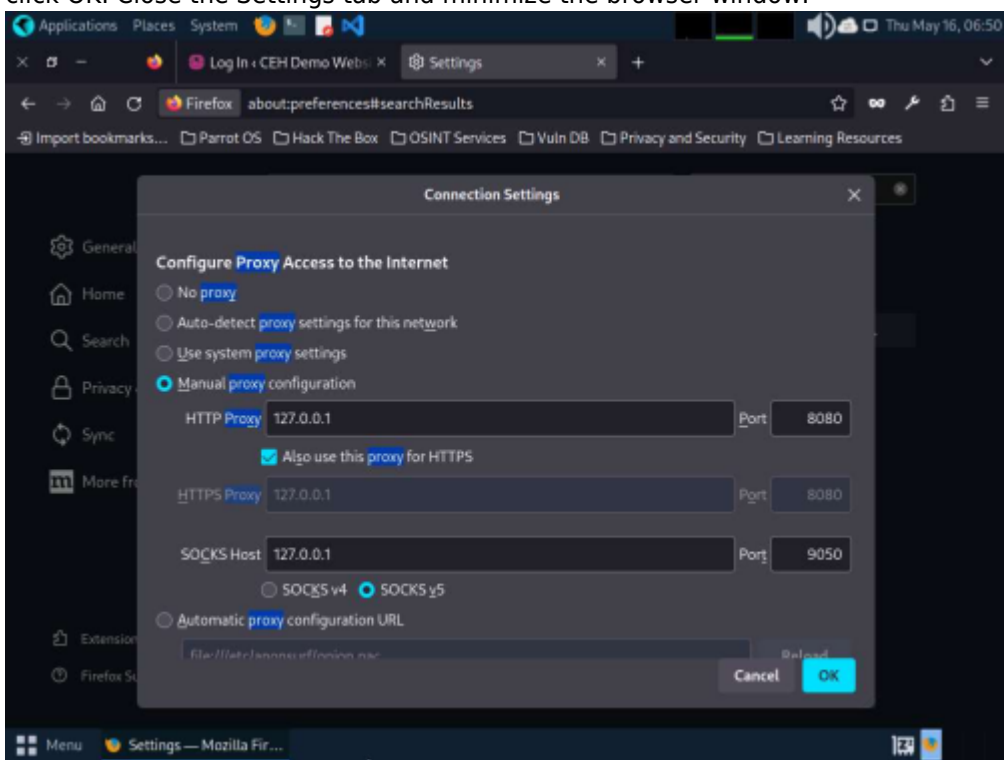 click OK. Close the Settings tab and minimize the browser window.
Applications Places System Thu May 16, 06:50
Log In ‹ CEH Demo Websi × Settings × +
Firefox about:preferences#searchResults
Import bookmarks... Parrot OS Hack The Box OSINT Services Vuln DB Privacy and Security Learning Resources
Connection Settings
General
Configure Proxy Access to the Internet
Home
No proxy
Auto-detect proxy settings for this network
Search
Use system proxy settings
Privacy
Manual proxy configuration
HTTP Proxy 127.0.0.1 Port 8080
Sync
Also use this proxy for HTTPS
More fr
HTTPS Proxy 127.0.0.1 Port 8080
SOCKS Host 127.0.0.1 Port 9050
SOCKS v4 SOCKS v5
Automatic proxy configuration URL
Extension
file:///etc/anonsurf/onion.pac Reload
Firefox Su
Cancel OK
Menu Settings — Mozilla Fir...